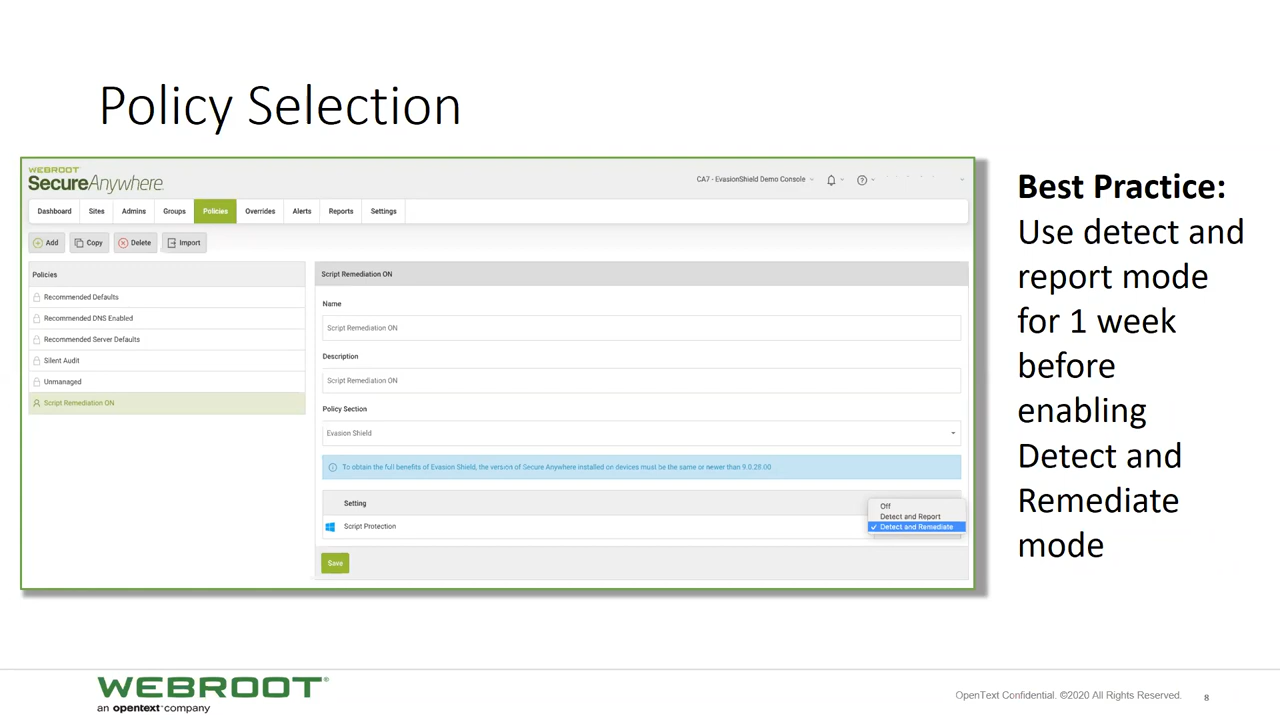 Policy Selection
WEBROOT
SecureAnywhere.
CA7 - EvasionShield Demo Console
Dashboard Sites Admins Groups Policies Overrides Alerts Reports Settings
Add Copy Delete Import
Policies
Recommended Defaults
Recommended DNS Enabled
Recommended Server Defaults
Silent Audit
Unmanaged
Script Remediation ON
Script Remediation ON
Name
Script Remediation ON
Description
Script Remediation ON
Policy Section
Evasion Shield
To obtain the full benefits of Evasion Shield, the version of Secure Anywhere installed on devices must be the same or newer than 9.0.28.00
Setting
Script Protection
Off
Detect and Report
✓ Detect and Remediate
Save
Best Practice:
Use detect and
report mode
for 1 week
before
enabling
Detect and
Remediate
mode
WEBROOT®
an opentext™ company
OpenText Confidential. ©2020 All Rights Reserved.
8